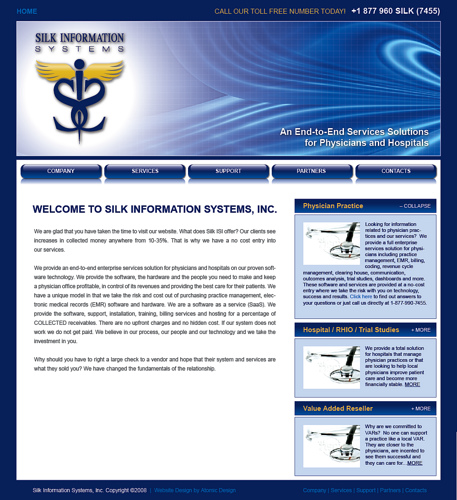 HOME
CALL OUR TOLL FREE NUMBER TODAY! +1 877 960 SILK (7455)
SILK INFORMATION
SYSTEMS
An End-to-End Services Solutions
for Physicians and Hospitals
COMPANY SERVICES SUPPORT PARTNERS CONTACTS
WELCOME TO SILK INFORMATION SYSTEMS, INC.
We are glad that you have taken the time to visit our website. What does Silk ISI offer? Our clients see
increases in collected money anywhere from 10-35%. That is why we have a no cost entry into
our services.
We provide an end-to-end enterprise services solution for physicians and hospitals on our proven soft-
ware technology. We provide the software, the hardware and the people you need to make and keep
a physician office profitable, in control of its revenues and providing the best care for their patients. We
have a unique model in that we take the risk and cost out of purchasing practice management, elec-
tronic medical records (EMR) software and hardware. We are a software as a service (SaaS). We
provide the software, support, installation, training, billing services and hosting for a percentage of
COLLECTED receivables. There are no upfront charges and no hidden cost. If our system does not
work we do not get paid. We believe in our process, our people and our technology and we take the
investment in you.
Why should you have to right a large check to a vendor and hope that their system and services are
what they sold you? We have changed the fundamentals of the relationship.
Physician Practice – COLLAPSE
Looking for information
related to physician prac-
tices and our services? We
provide a full enterprise
services solution for physi-
cians including practice
management, EMR, billing,
coding, revenue cycle
management, clearing house, communication,
outcomes analysis, trial studies, dashboards and more.
These software and services are provided at a no-cost
entry where we take the risk with you on technology,
success and results. Click here to find out answers to
your questions or just call us directly at 1-877-960-7455.
Hospital / RHIO / Trial Studies + MORE
We provide a total solution
for hospitals that manage
physician practices or that
are looking to help local
physicians improve patient
care and become more
financially stable. MORE
Value Added Reseller + MORE
Why are we committed to
VARs? No one can support
a practice like a local VAR.
They are closer to the
physicians, are incented to
see them successful and
they can care for... MORE
Silk Information Systems, Inc. Copyright ©2008 | Website Design by Atomic Design
Company | Services | Support | Partners | Contacts